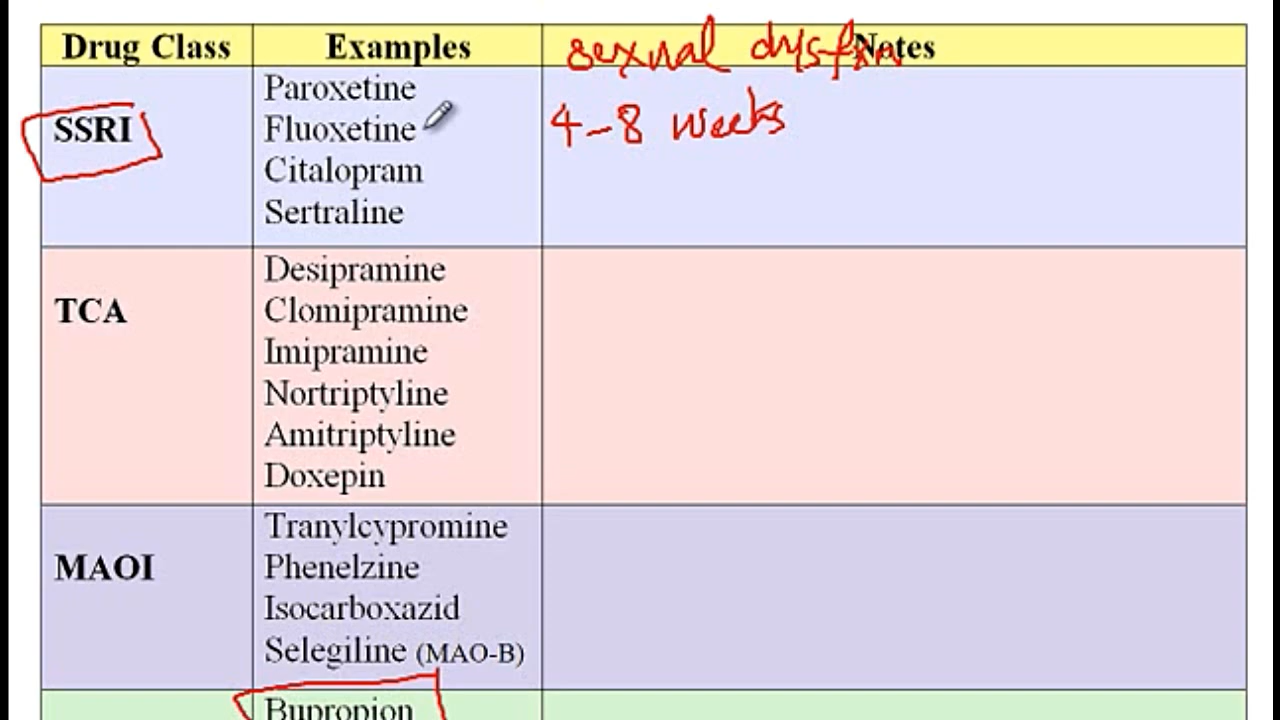 Drug Class Examples Notes
sexual dysfxn
4-8 weeks
SSRI
Paroxetine
Fluoxetine
Citalopram
Sertraline
TCA
Desipramine
Clomipramine
Imipramine
Nortriptyline
Amitriptyline
Doxepin
MAOI
Tranylcypromine
Phenelzine
Isocarboxazid
Selegiline (MAO-B)
Bupropion